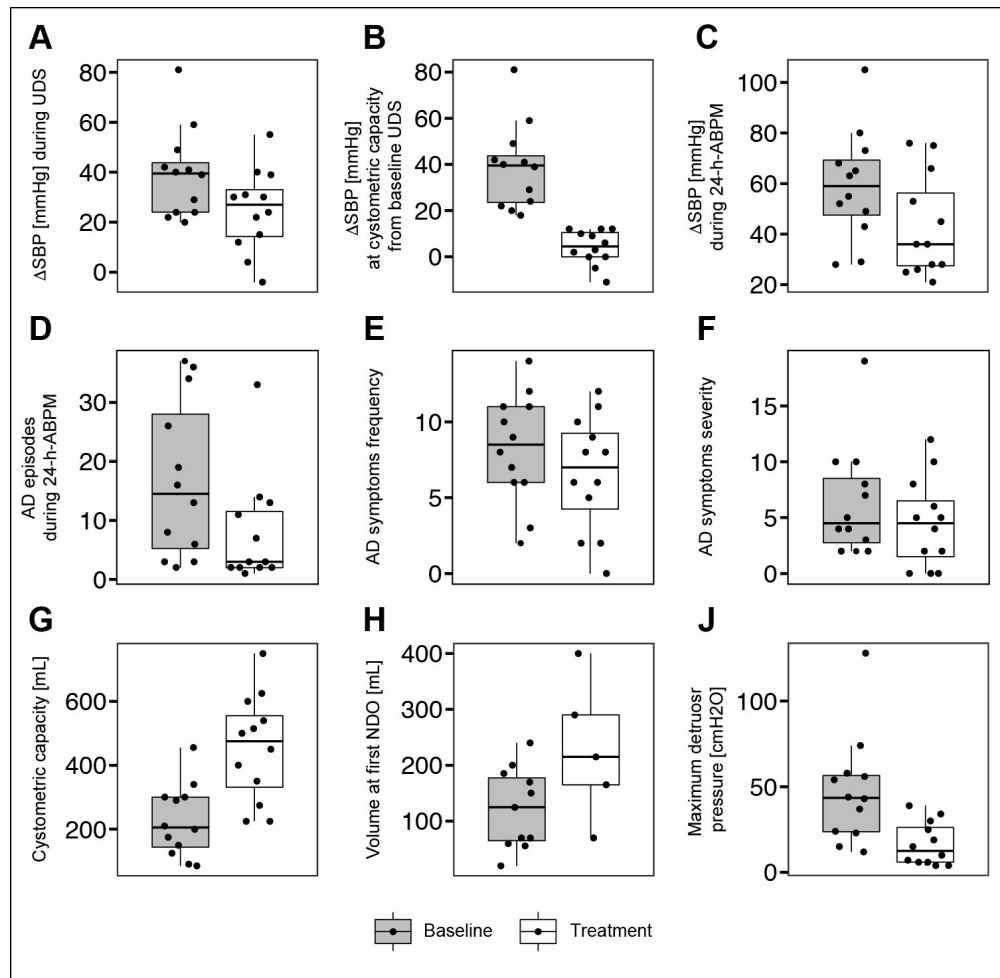 A
ΔSBP [mmHg] during UDS
80
60
40
20
0
B
ΔSBP [mmHg]
at cystometric capacity
from baseline UDS
80
60
40
20
0
C
ΔSBP [mmHg]
during 24-h-ABPM
100
80
60
40
20
D
AD episodes
during 24-h-ABPM
30
20
10
0
E
AD symptoms frequency
10
5
0
F
AD symptoms severity
15
10
5
0
G
Cystometric capacity [mL]
600
400
200
H
Volume at first NDO [mL]
400
300
200
100
J
Maximum detruosr
pressure [cmH2O]
100
50
0
Baseline
Treatment